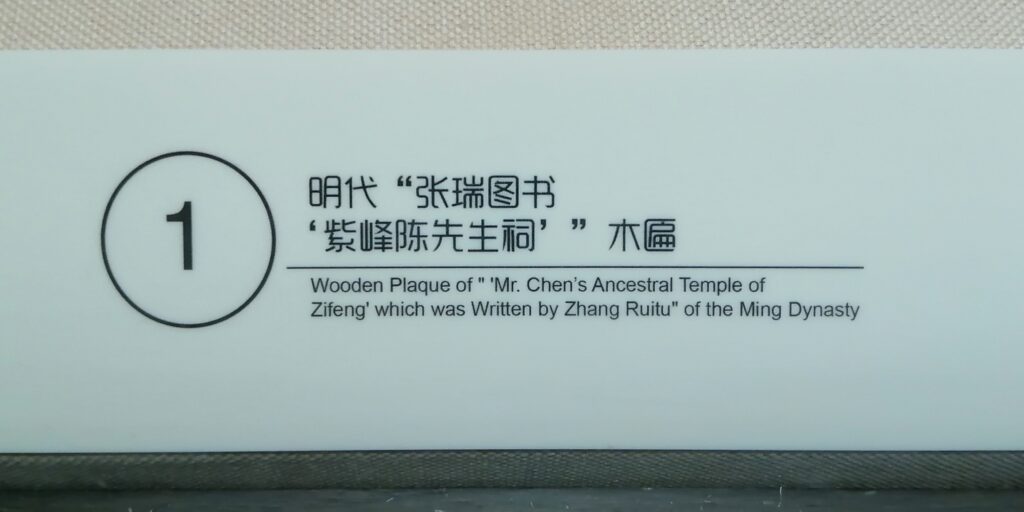 1
明代“张瑞图书
‘紫峰陈先生祠’” 木匾
Wooden Plaque of " 'Mr. Chen’s Ancestral Temple of
Zifeng' which was Written by Zhang Ruitu" of the Ming Dynasty